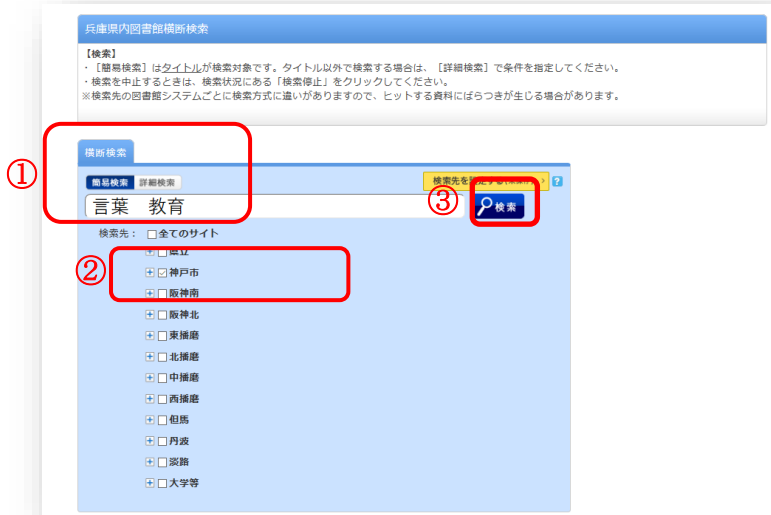 兵庫県内図書館横断検索
【検索】
・［簡易検索］はタイトルが検索対象です。タイトル以外で検索する場合は、［詳細検索］で条件を指定してください。
・検索を中止するときは、検索状況にある「検索停止」をクリックしてください。
※検索先の図書館システムごとに検索方式に違いがありますので、ヒットする資料にばらつきが生じる場合があります。
横断検索
①
簡易検索 詳細検索
検索先を設定する
?
言葉　教育
③
検索
検索先： 全てのサイト
県立
②
神戸市
阪神南
阪神北
東播磨
北播磨
中播磨
西播磨
但馬
丹波
淡路
大学等